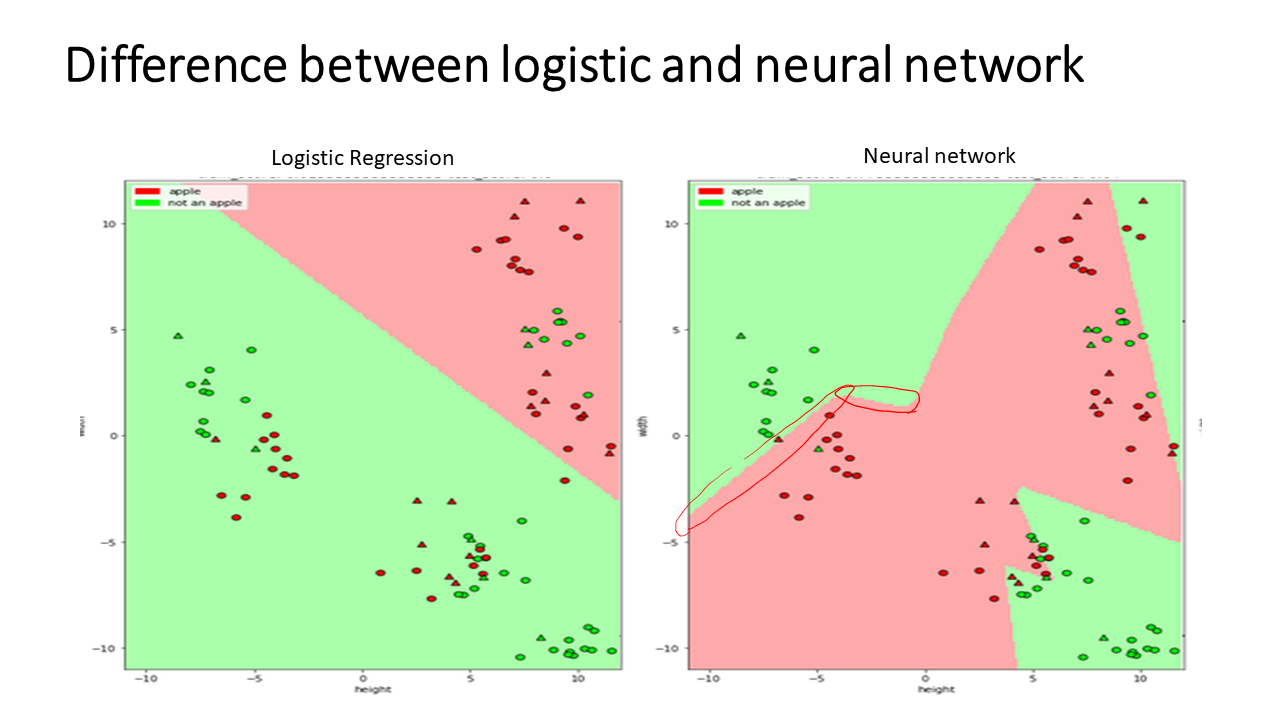 Difference between logistic and neural network
Logistic Regression
Neural network
apple
not an apple
10
5
0
−5
−10
−10
−5
0
5
10
height
apple
not an apple
10
5
0
−5
−10
width
−10
−5
0
5
10
height